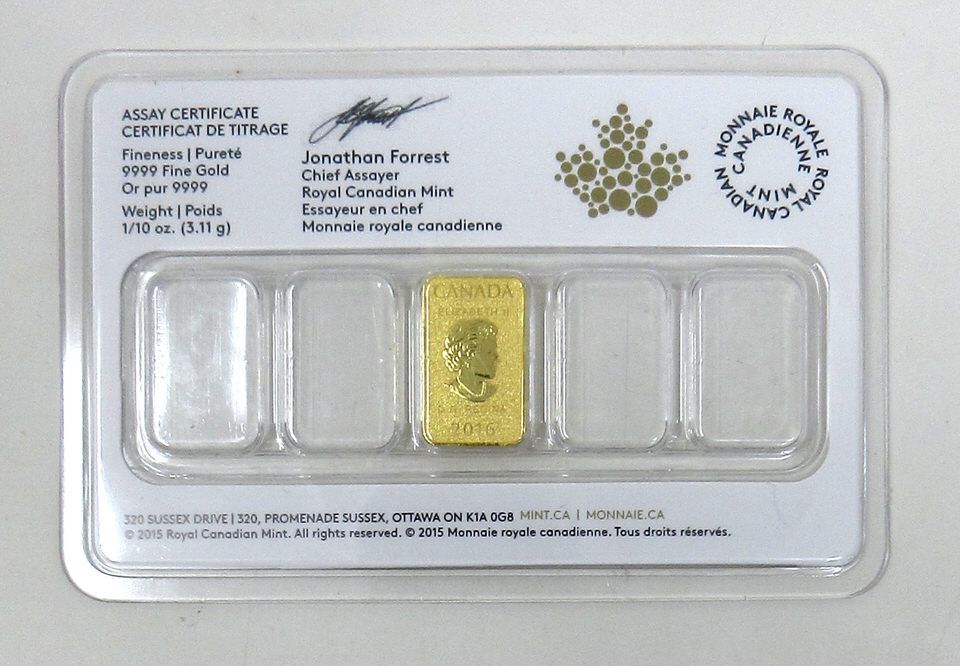 ASSAY CERTIFICATE
CERTIFICAT DE TITRAGE
Fineness | Pureté
9999 Fine Gold
Or pur 9999
Weight | Poids
1/10 oz. (3.11 g)
Jonathan Forrest
Chief Assayer
Royal Canadian Mint
Essayeur en chef
Monnaie royale canadienne
MONNAIE ROYALE CANADIENNE
ROYAL CANADIAN MINT
CANADA
ELIZABETH II
D.G. REGINA
2016
320 SUSSEX DRIVE | 320, PROMENADE SUSSEX, OTTAWA ON K1A 0G8 MINT.CA | MONNAIE.CA
© 2015 Royal Canadian Mint. All rights reserved. © 2015 Monnaie royale canadienne. Tous droits réservés.